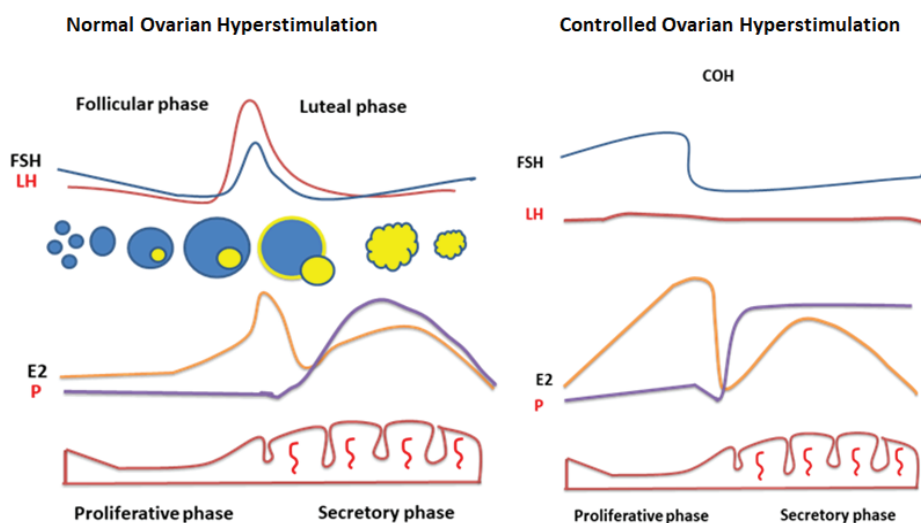 Normal Ovarian Hyperstimulation
Follicular phase
Luteal phase
FSH
LH
E2
P
Proliferative phase
Secretory phase
Controlled Ovarian Hyperstimulation
COH
FSH
LH
E2
P
Proliferative phase
Secretory phase